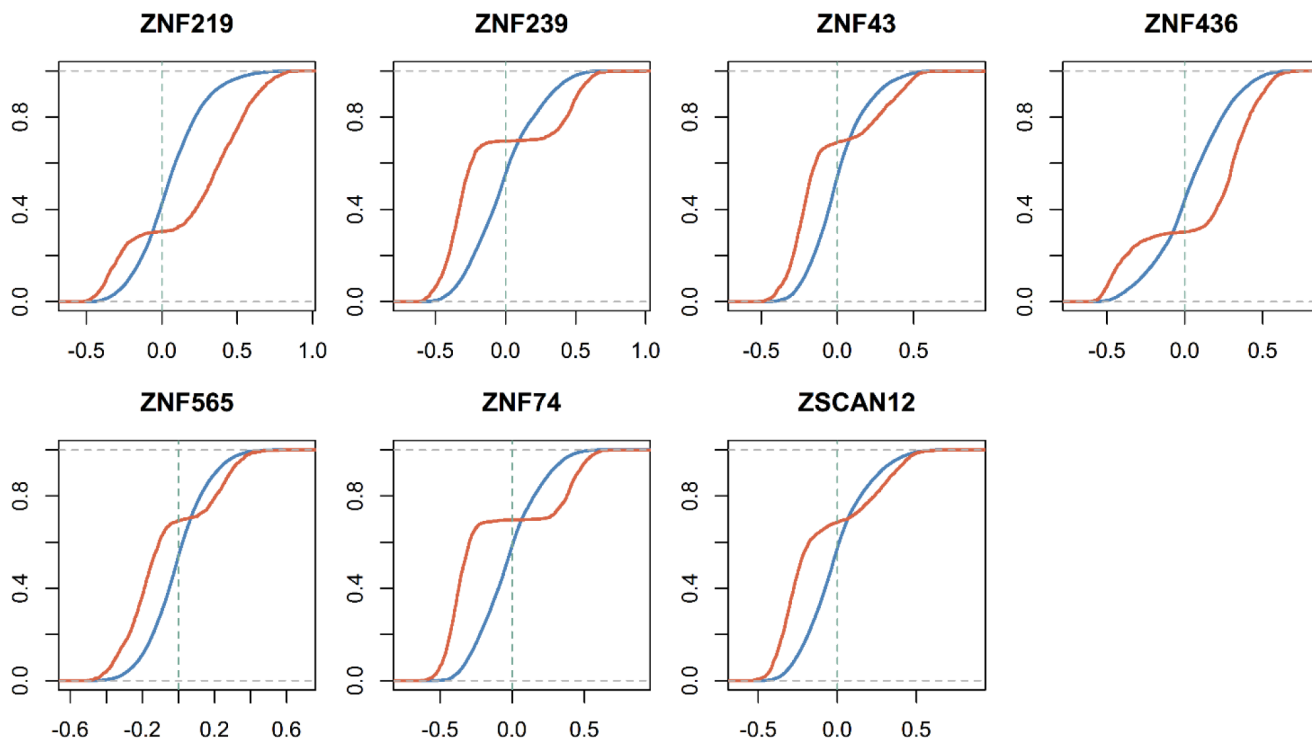 ZNF219 ZNF239 ZNF43 ZNF436
0.8 0.8 0.8 0.8
0.4 0.4 0.4 0.4
0.0 0.0 0.0 0.0
-0.5 0.0 0.5 1.0 -0.5 0.0 0.5 1.0 -0.5 0.0 0.5 -0.5 0.0 0.5
ZNF565 ZNF74 ZSCAN12
0.8 0.8 0.8
0.4 0.4 0.4
0.0 0.0 0.0
-0.6 -0.2 0.2 0.6 -0.5 0.0 0.5 -0.5 0.0 0.5